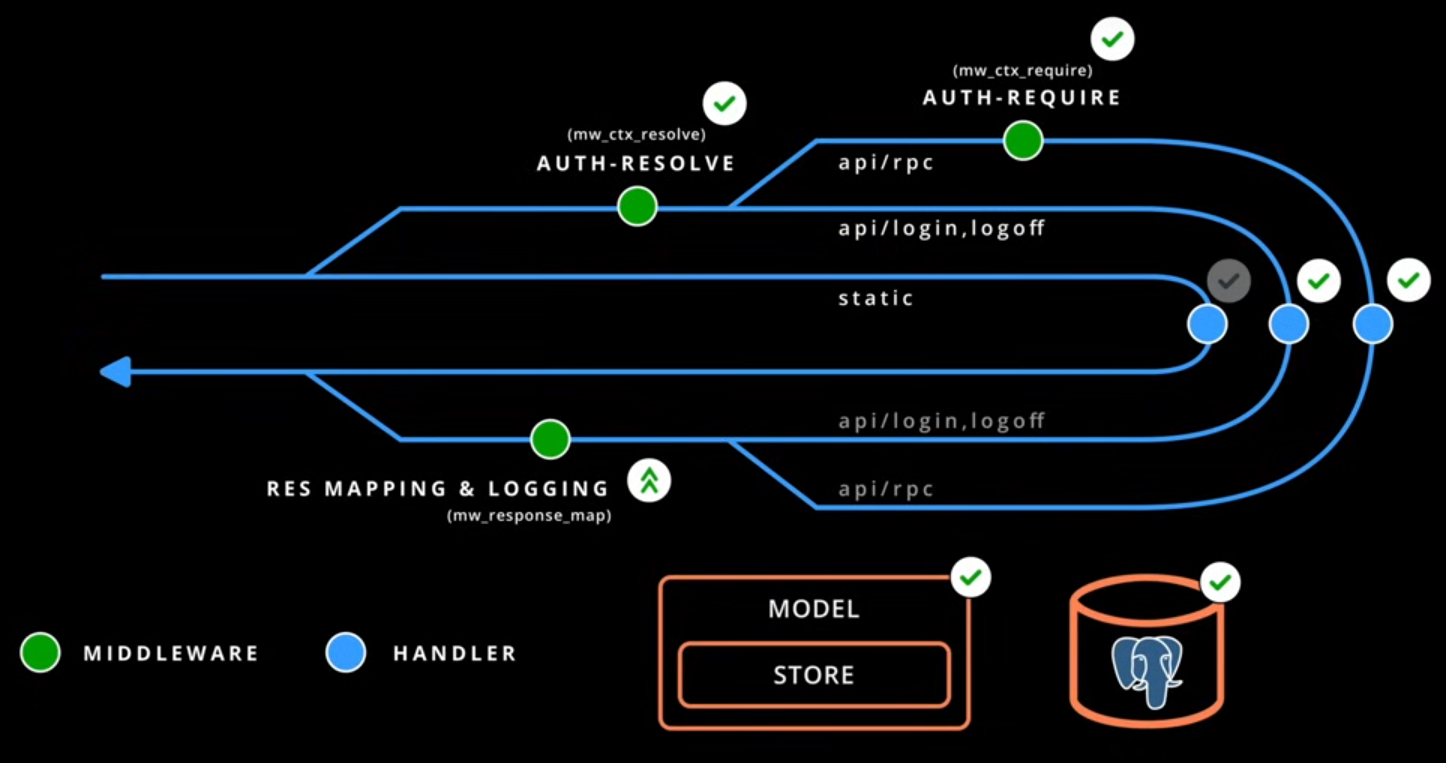 (mw_ctx_require)
AUTH-REQUIRE
(mw_ctx_resolve)
AUTH-RESOLVE
api/rpc
api/login,logoff
static
api/login,logoff
api/rpc
RES MAPPING & LOGGING
(mw_response_map)
MODEL
STORE
MIDDLEWARE
HANDLER